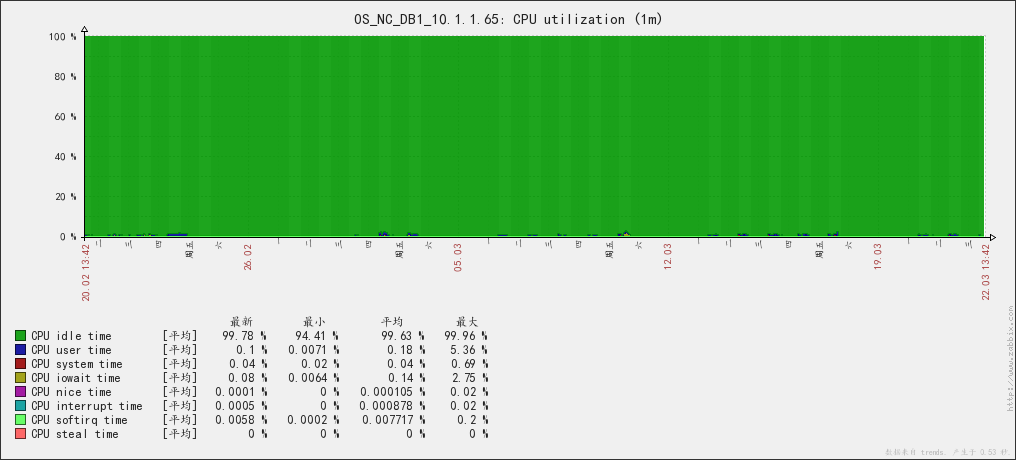 OS_NC_DB1_10.1.1.65: CPU utilization (1m)
100 %
80 %
60 %
40 %
20 %
0 %
20.02 13:42 二 三 四 周五 六 26.02 二 三 四 周五 六 05.03 二 三 四 六 12.03 二 三 四 周五 六 19.03 二 三 22.03 13:42
最新 最小 平均 最大
CPU idle time [平均] 99.78 % 94.41 % 99.63 % 99.96 %
CPU user time [平均] 0.1 % 0.0071 % 0.18 % 5.36 %
CPU system time [平均] 0.04 % 0.02 % 0.04 % 0.69 %
CPU iowait time [平均] 0.08 % 0.0064 % 0.14 % 2.75 %
CPU nice time [平均] 0.0001 % 0 % 0.000105 % 0.02 %
CPU interrupt time [平均] 0.0005 % 0 % 0.000878 % 0.02 %
CPU softirq time [平均] 0.0058 % 0.0002 % 0.007717 % 0.2 %
CPU steal time [平均] 0 % 0 % 0 % 0 %
http://www.zabbix.com
数据来自 trends. 产生于 0.53 秒.